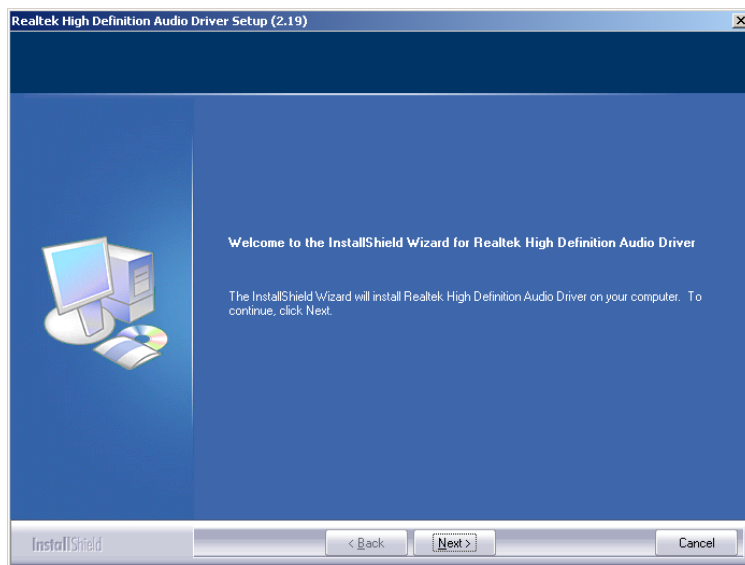 Realtek High Definition Audio Driver Setup (2.19)
Welcome to the InstallShield Wizard for Realtek High Definition Audio Driver
The InstallShield Wizard will install Realtek High Definition Audio Driver on your computer. To
continue, click Next.
InstallShield
< Back
Next >
Cancel